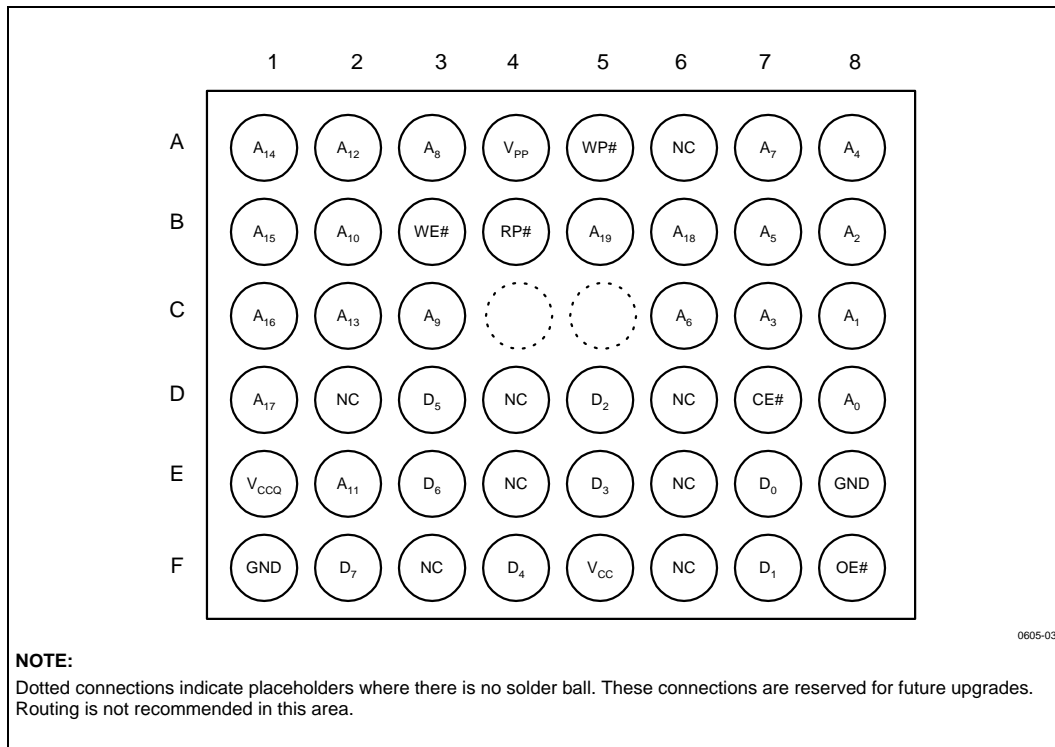 1 2 3 4 5 6 7 8
A A14 A12 A8 VPP WP# NC A7 A4
B A15 A10 WE# RP# A19 A18 A5 A2
C A16 A13 A9 A6 A3 A1
D A17 NC D5 NC D2 NC CE# A0
E VCCQ A11 D6 NC D3 NC D0 GND
F GND D7 NC D4 VCC NC D1 OE#
0605-03
NOTE:
Dotted connections indicate placeholders where there is no solder ball. These connections are reserved for future upgrades.
Routing is not recommended in this area.